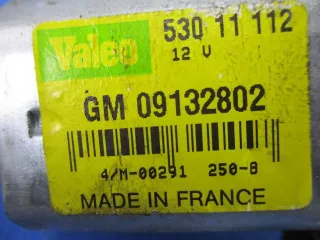 Valeo 530 11 112
12 V
GM 09132802
4/M-00291 250-8
MADE IN FRANCE